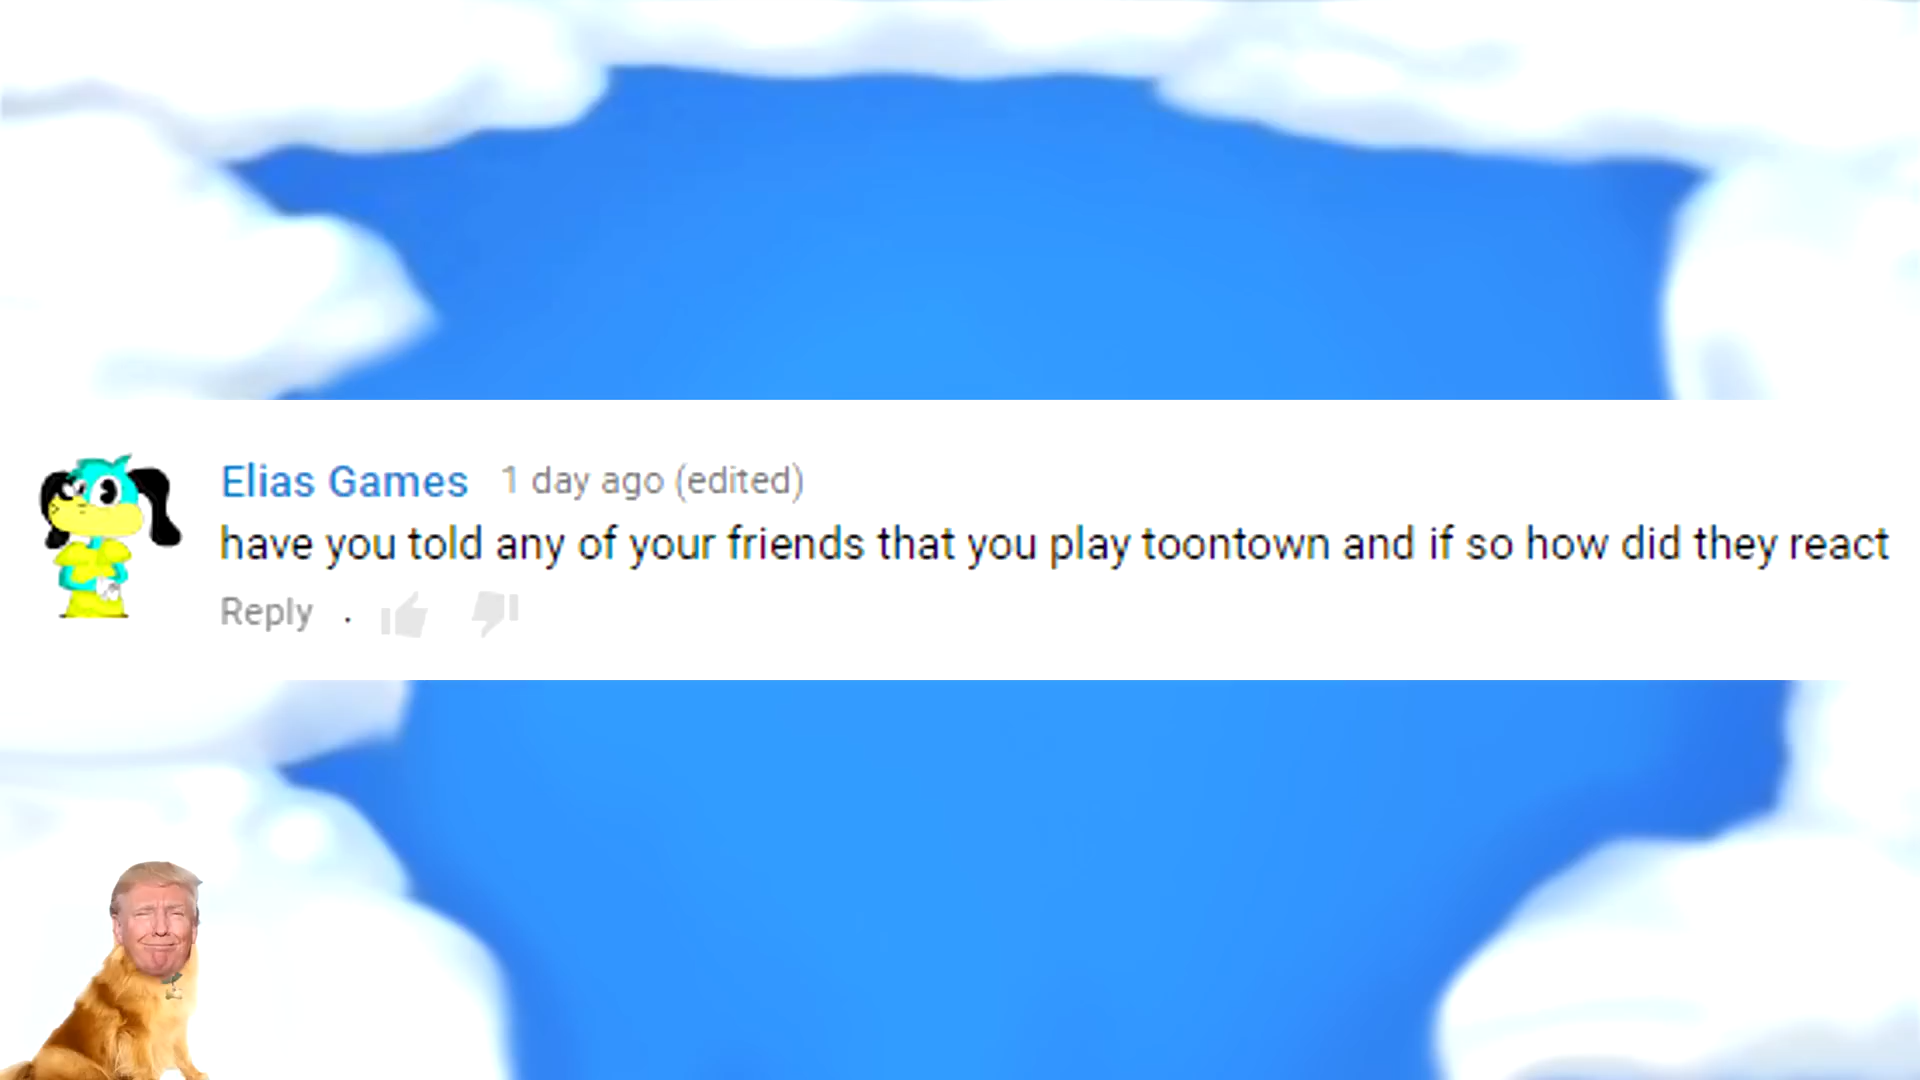 Elias Games 1 day ago (edited)
have you told any of your friends that you play toontown and if so how did they react
Reply .